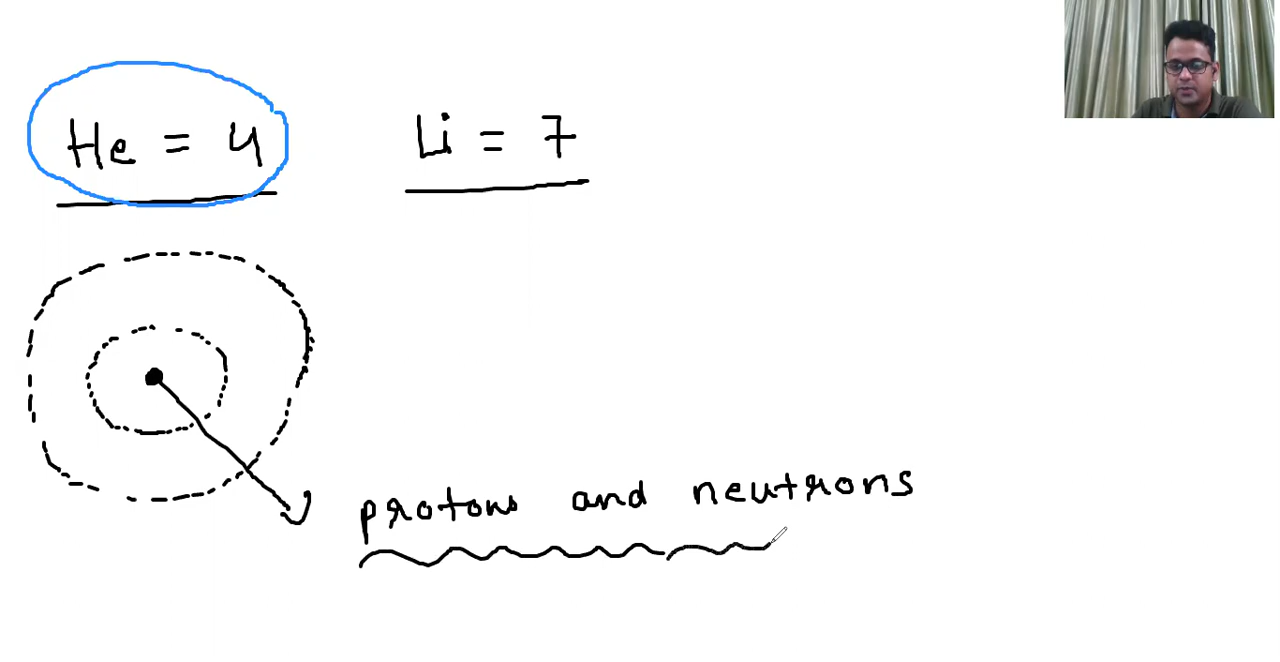 He = 4 Li = 7
protons and neutrons